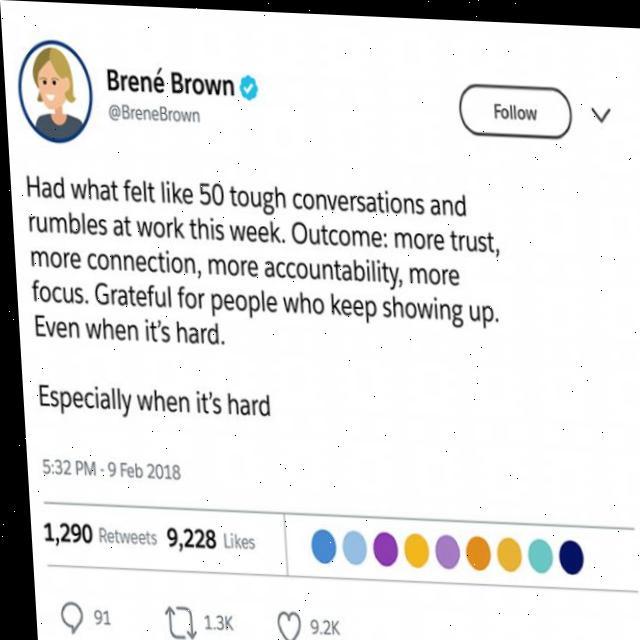 Brené Brown
@BreneBrown
Follow
Had what felt like 50 tough conversations and
rumbles at work this week. Outcome: more trust,
more connection, more accountability, more
focus. Grateful for people who keep showing up.
Even when it's hard.
Especially when it's hard
5:32 PM - 9 Feb 2018
1,290 Retweets 9,228 Likes
91 1.3K 9.2K